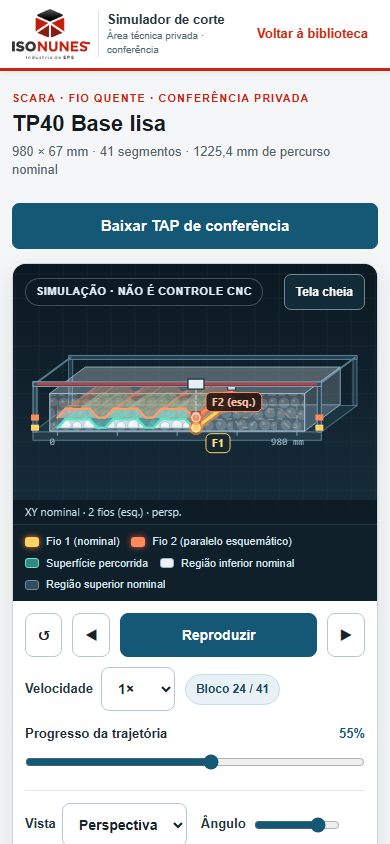 ISONUNES
Indústria de EPS
Simulador de corte
Área técnica privada ·
conferência
Voltar à biblioteca
SCARA · FIO QUENTE · CONFERÊNCIA PRIVADA
TP40 Base lisa
980 × 67 mm · 41 segmentos · 1225,4 mm de percurso
nominal
Baixar TAP de conferência
SIMULAÇÃO · NÃO É CONTROLE CNC
Tela cheia
F2 (esq.)
F1
0
980 mm
XY nominal · 2 fios (esq.) · persp.
Fio 1 (nominal)
Fio 2 (paralelo esquemático)
Superfície percorrida
Região inferior nominal
Região superior nominal
↺
◀
Reproduzir
▶
Velocidade
1×
Bloco 24 / 41
Progresso da trajetória
55%
Vista
Perspectiva
Ângulo